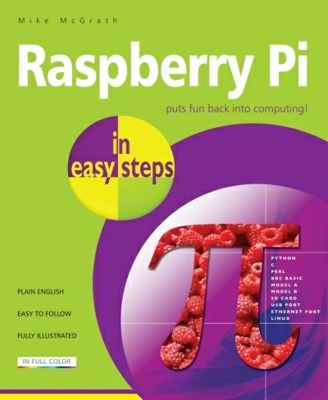 Mike McGrath
Raspberry Pi
puts fun back into computing!
in
easy steps
PYTHON
C
PERL
BBC BASIC
MODEL A
MODEL B
SD CARD
USB PORT
ETHERNET PORT
LINUX
PLAIN ENGLISH
EASY TO FOLLOW
FULLY ILLUSTRATED
IN FULL COLOR